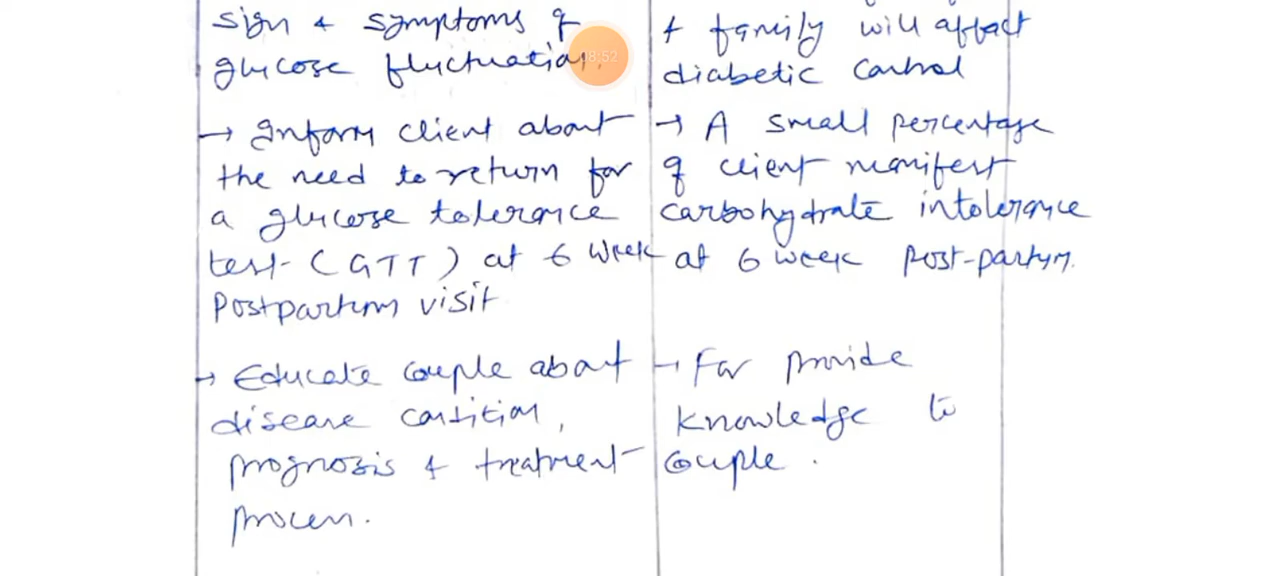 sign & symptoms of
glucose fluctuation.
→ Inform client about
the need to return for
a glucose tolerance
test (GTT) at 6 week
Postpartum visit
→ Educate couple about
disease condition,
prognosis & treatment
process.
& family will affect
diabetic control
→ A small percentage
of client manifest
carbohydrate intolerance
at 6 week post-partum.
→ For provide
knowledge to
couple.
18:52